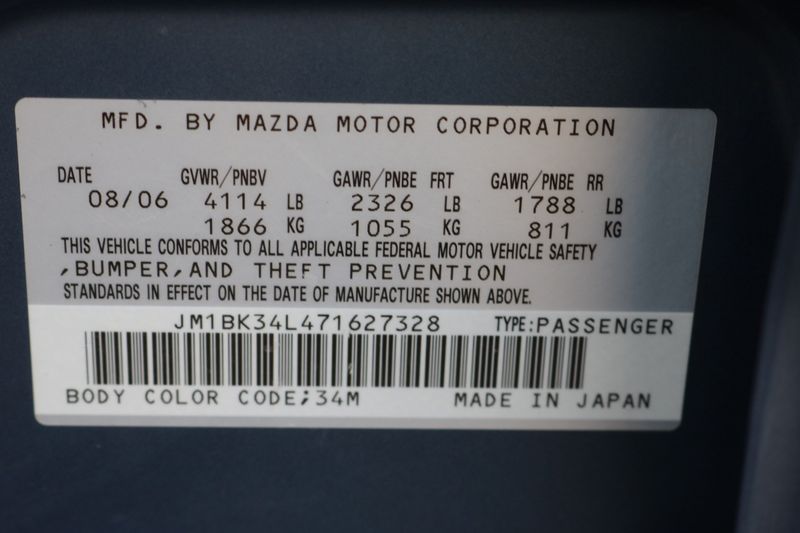 MFD. BY MAZDA MOTOR CORPORATION
DATE GVWR/PNBV GAWR/PNBE FRT GAWR/PNBE RR
08/06 4114 LB 2326 LB 1788 LB
1866 KG 1055 KG 811 KG
THIS VEHICLE CONFORMS TO ALL APPLICABLE FEDERAL MOTOR VEHICLE SAFETY
,BUMPER,AND THEFT PREVENTION
STANDARDS IN EFFECT ON THE DATE OF MANUFACTURE SHOWN ABOVE.
JM1BK34L471627328 TYPE:PASSENGER
BODY COLOR CODE;34M MADE IN JAPAN